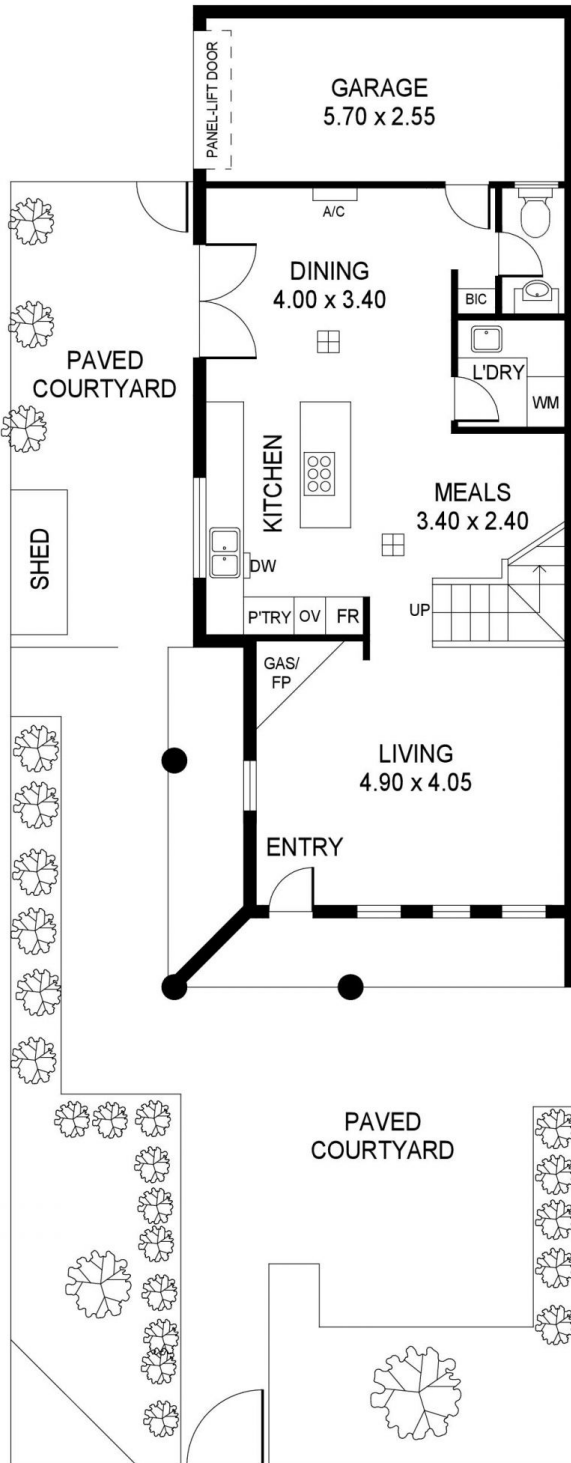 PANEL-LIFT DOOR
GARAGE
5.70 x 2.55
A/C
DINING
4.00 x 3.40
BIC
PAVED
COURTYARD
L'DRY
WM
KITCHEN
MEALS
3.40 x 2.40
SHED
DW
UP
P'TRY
OV
FR
GAS/
FP
LIVING
4.90 x 4.05
ENTRY
PAVED
COURTYARD